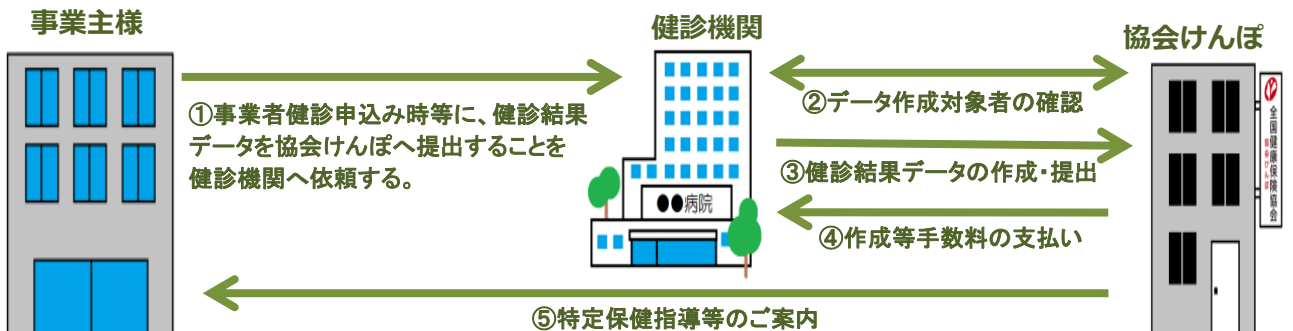 事業主様
健診機関
協会けんぽ
①事業者健診申込み時等に、健診結果
データを協会けんぽへ提出することを
健診機関へ依頼する。
②データ作成対象者の確認
③健診結果データの作成・提出
④作成等手数料の支払い
⑤特定保健指導等のご案内
●●病院
全国健康保険協会
協会けんぽ